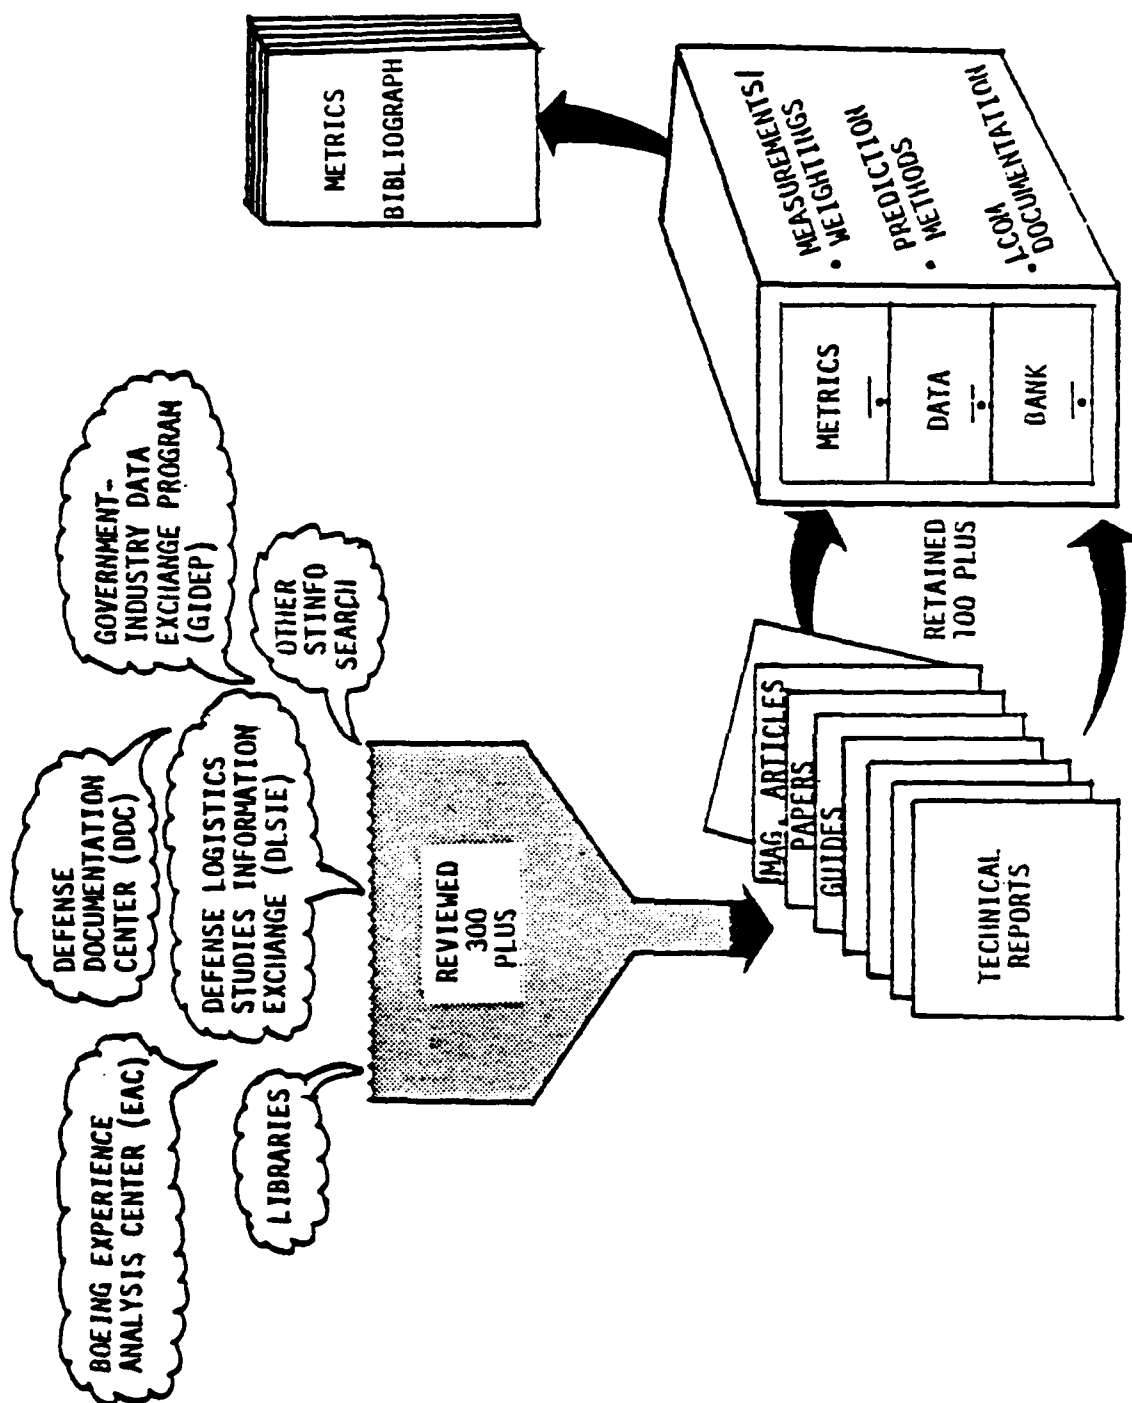 BOEING EXPERIENCE
ANALYSIS CENTER (EAC)
DEFENSE
DOCUMENTATION
CENTER (DDC)
GOVERNMENT-
INDUSTRY DATA
EXCHANGE PROGRAM
(GIDEP)
LIBRARIES
DEFENSE LOGISTICS
STUDIES INFORMATION
EXCHANGE (DLSIE)
OTHER
STINFO
SEARCH
REVIEWED
300
PLUS
MAG. ARTICLES
PAPERS
GUIDES
TECHNICAL
REPORTS
RETAINED
100 PLUS
METRICS
DATA
BANK
MEASUREMENTS/
• WEIGHTINGS
PREDICTION
• METHODS
LCOM
• DOCUMENTATION
METRICS
BIBLIOGRAPH